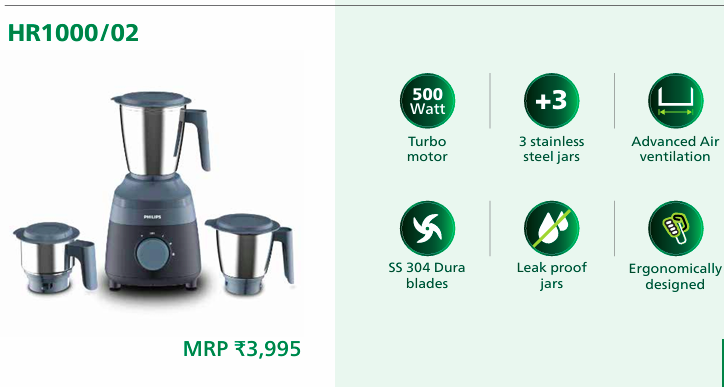 HR1000/02
PHILIPS
MRP ₹3,995
500
Watt
Turbo
motor
+3
3 stainless
steel jars
Advanced Air
ventilation
SS 304 Dura
blades
Leak proof
jars
Ergonomically
designed